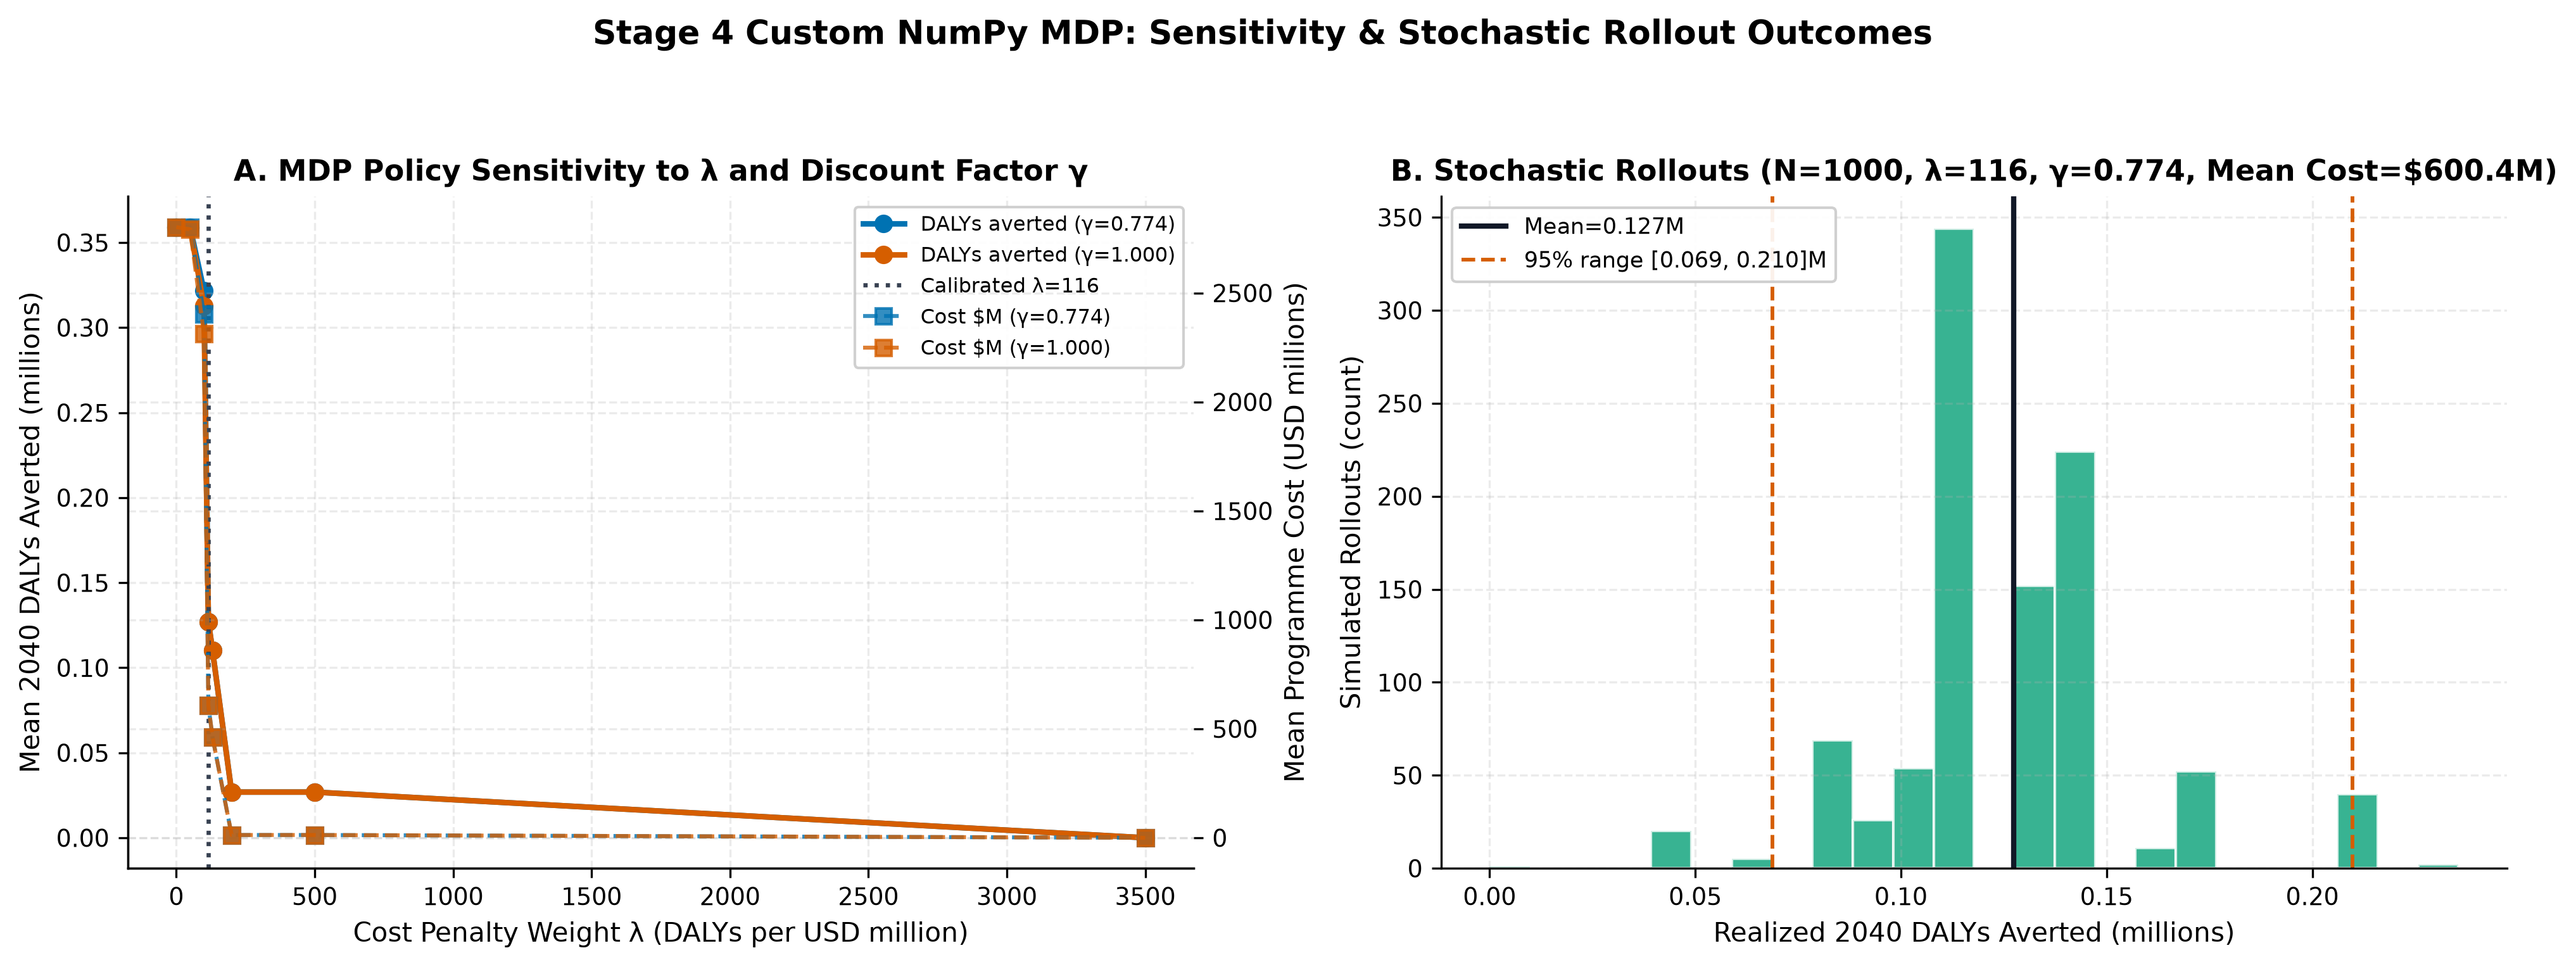 Stage 4 Custom NumPy MDP: Sensitivity & Stochastic Rollout Outcomes
A. MDP Policy Sensitivity to λ and Discount Factor γ
Mean 2040 DALYs Averted (millions)
0.35
0.30
0.25
0.20
0.15
0.10
0.05
0.00
DALYs averted (γ=0.774)
DALYs averted (γ=1.000)
Calibrated λ=116
Cost $M (γ=0.774)
Cost $M (γ=1.000)
2500
2000
1500
1000
500
0
Mean Programme Cost (USD millions)
0 500 1000 1500 2000 2500 3000 3500
Cost Penalty Weight λ (DALYs per USD million)
B. Stochastic Rollouts (N=1000, λ=116, γ=0.774, Mean Cost=$600.4M)
Simulated Rollouts (count)
350
300
250
200
150
100
50
0
Mean=0.127M
95% range [0.069, 0.210]M
0.00 0.05 0.10 0.15 0.20
Realized 2040 DALYs Averted (millions)